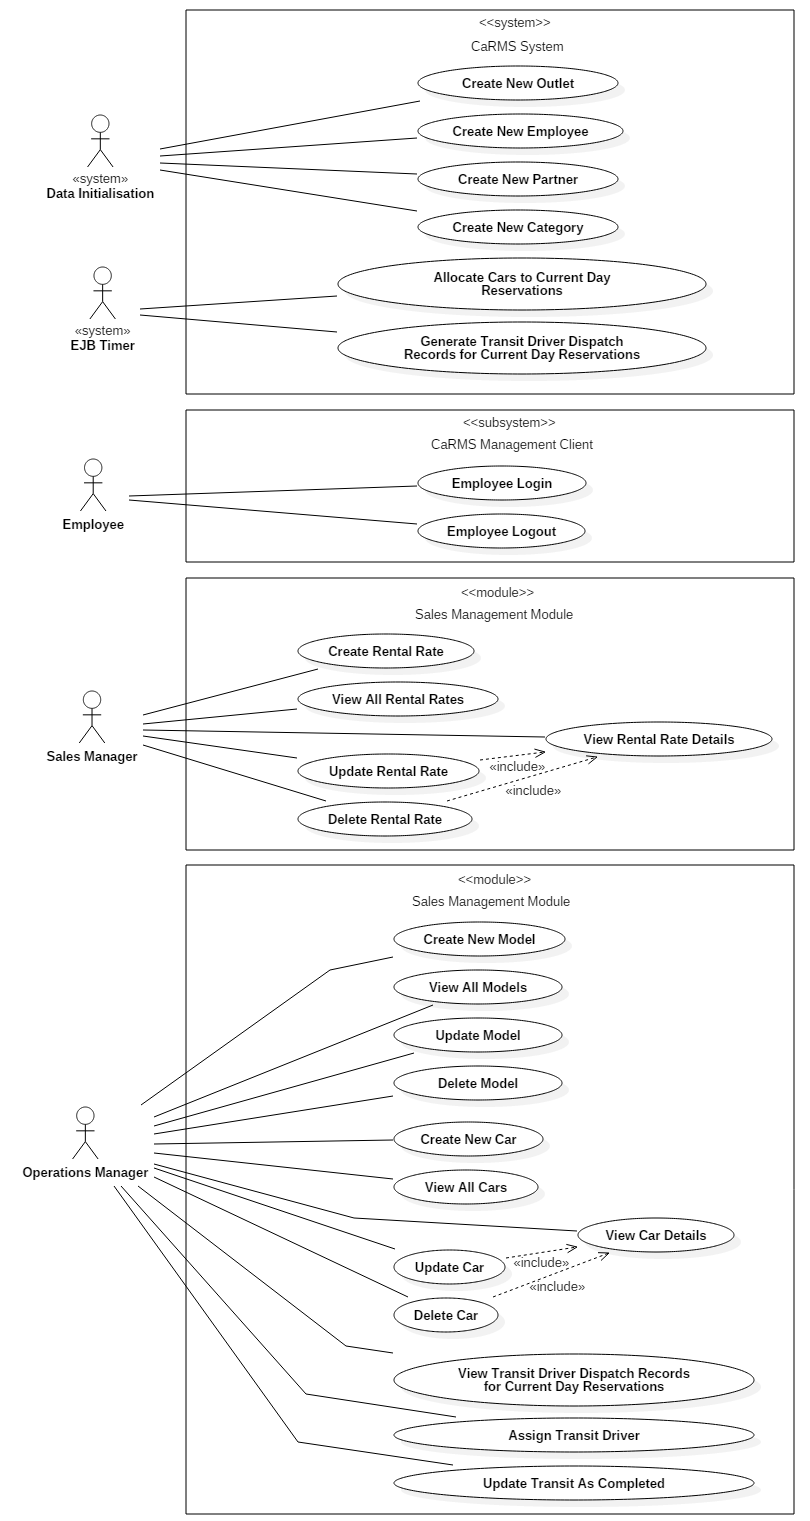 <<system>>
CaRMS System
Create New Outlet
Create New Employee
Create New Partner
Create New Category
«system»
Data Initialisation
Allocate Cars to Current Day
Reservations
Generate Transit Driver Dispatch
Records for Current Day Reservations
«system»
EJB Timer
<<subsystem>>
CaRMS Management Client
Employee Login
Employee Logout
Employee
<<module>>
Sales Management Module
Create Rental Rate
View All Rental Rates
View Rental Rate Details
Update Rental Rate
«include»
«include»
Delete Rental Rate
Sales Manager
<<module>>
Sales Management Module
Create New Model
View All Models
Update Model
Delete Model
Create New Car
Operations Manager
View All Cars
View Car Details
Update Car
«include»
«include»
Delete Car
View Transit Driver Dispatch Records
for Current Day Reservations
Assign Transit Driver
Update Transit As Completed